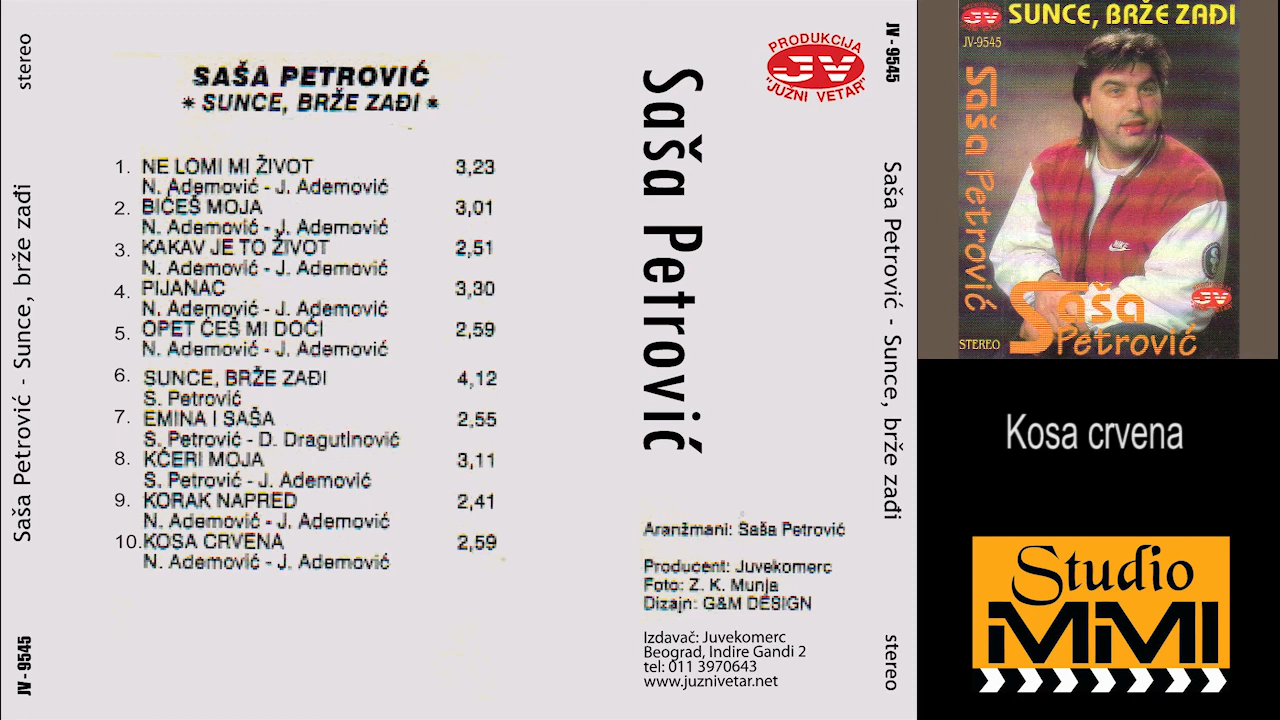 stereo
Saša Petrović - Sunce, brže zađi
JV - 9545
SAŠA PETROVIĆ
* SUNCE, BRŽE ZAĐI *
1. NE LOMI MI ŽIVOT 3,23
N. Ademović - J. Ademović
2. BIĆEŠ MOJA 3,01
N. Ademović - J. Ademović
3. KAKAV JE TO ŽIVOT 2,51
N. Ademović - J. Ademović
4. PIJANAC 3,30
N. Ademović - J. Ademović
5. OPET ĆEŠ MI DOĆI 2,59
N. Ademović - J. Ademović
6. SUNCE, BRŽE ZAĐI 4,12
S. Petrović
7. EMINA I SAŠA 2,55
S. Petrović - D. Dragutinović
8. KĆERI MOJA 3,11
S. Petrović - J. Ademović
9. KORAK NAPRED 2,41
N. Ademović - J. Ademović
10. KOSA CRVENA 2,59
N. Ademović - J. Ademović
Saša Petrović
PRODUKCIJA
JV
"JUŽNI VETAR"
Aranžmani: Saša Petrović
Producent: Juvekomerc
Foto: Z. K. Munja
Dizajn: G&M DESIGN
Izdavač: Juvekomerc
Beograd, Indire Gandi 2
tel: 011 3970643
www.juznivetar.net
JV - 9545
Saša Petrović - Sunce, brže zađi
stereo
JV
SUNCE, BRŽE ZAĐI
JV-9545
Saša Petrović
NIKE
JV
Saša
Petrović
STEREO
Kosa crvena
Studio
MMI